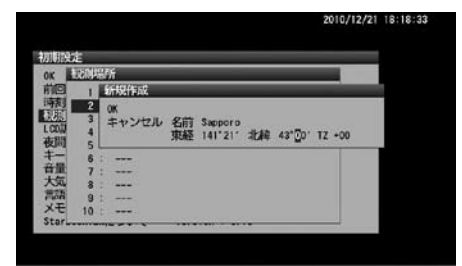 2010/12/21 18:18:33
初期設定
OK 観測場所
前回 1 新規作成
時刻 2 OK
観測 3 キャンセル 名前 Sapporo
LCD 4 東経 141°21' 北緯 43°00' TZ +00
夜間 5
キー 6 : ---
音量 7 : ---
大気 8 : ---
言語 9 : ---
メモ 10 : ---
Star